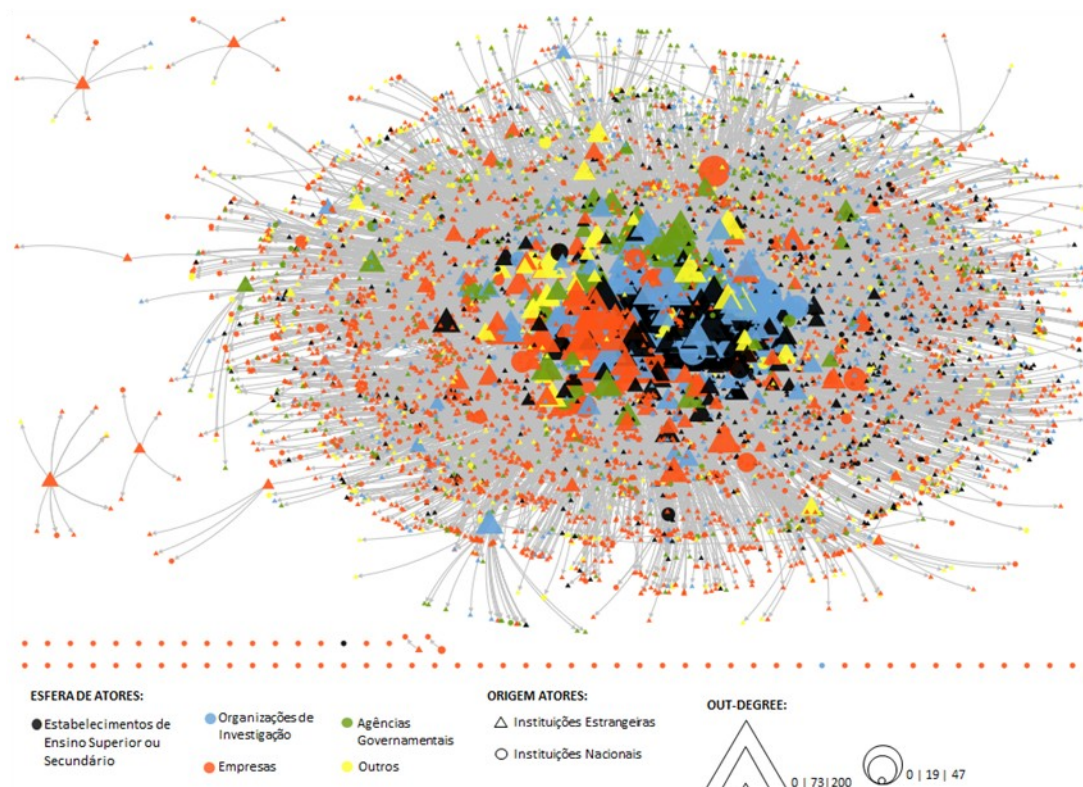 ESFERA DE ATORES:
Estabelecimentos de
Ensino Superior ou
Secundário
Organizações de
Investigação
Empresas
Agências
Governamentais
Outros
ORIGEM ATORES:
Instituições Estrangeiras
Instituições Nacionais
OUT-DEGREE:
0 | 73|200
0 | 19 | 47